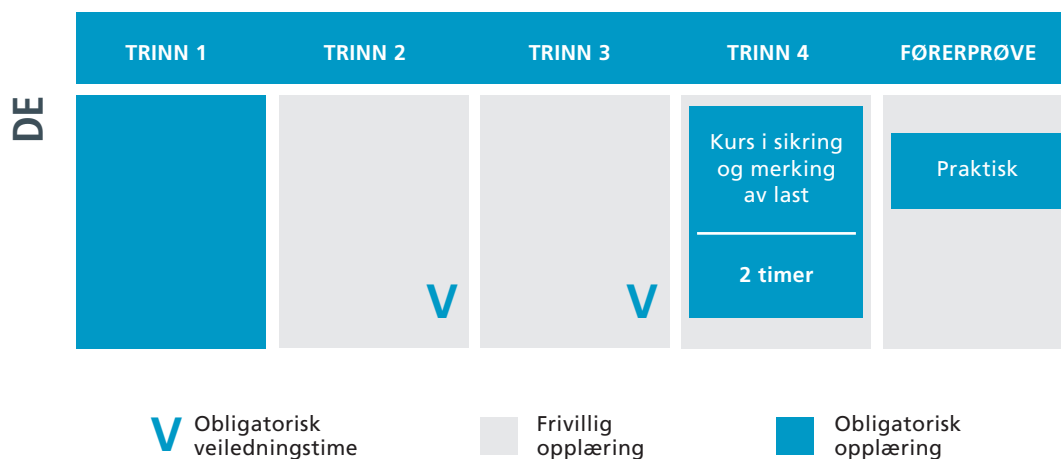 TRINN 1 TRINN 2 TRINN 3 TRINN 4 FØRERPRØVE
DE
Kurs i sikring
og merking
av last
2 timer
Praktisk
V
V
V Obligatorisk
veiledningstime
Frivillig
opplæring
Obligatorisk
opplæring